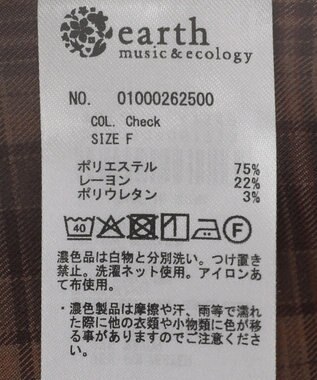 earth
music&ecology
NO. 01000262500
COL. Check
SIZE F
ポリエステル 75%
レーヨン 22%
ポリウレタン 3%
40 F
濃色品は白物と分別洗い。つけ置き
禁止。洗濯ネット使用。アイロンあ
て布使用。
・濃色製品は摩擦や汗、雨等で濡れ
た際に他の衣類や小物類に色が移
る事がありますのでご注意くださ
い。